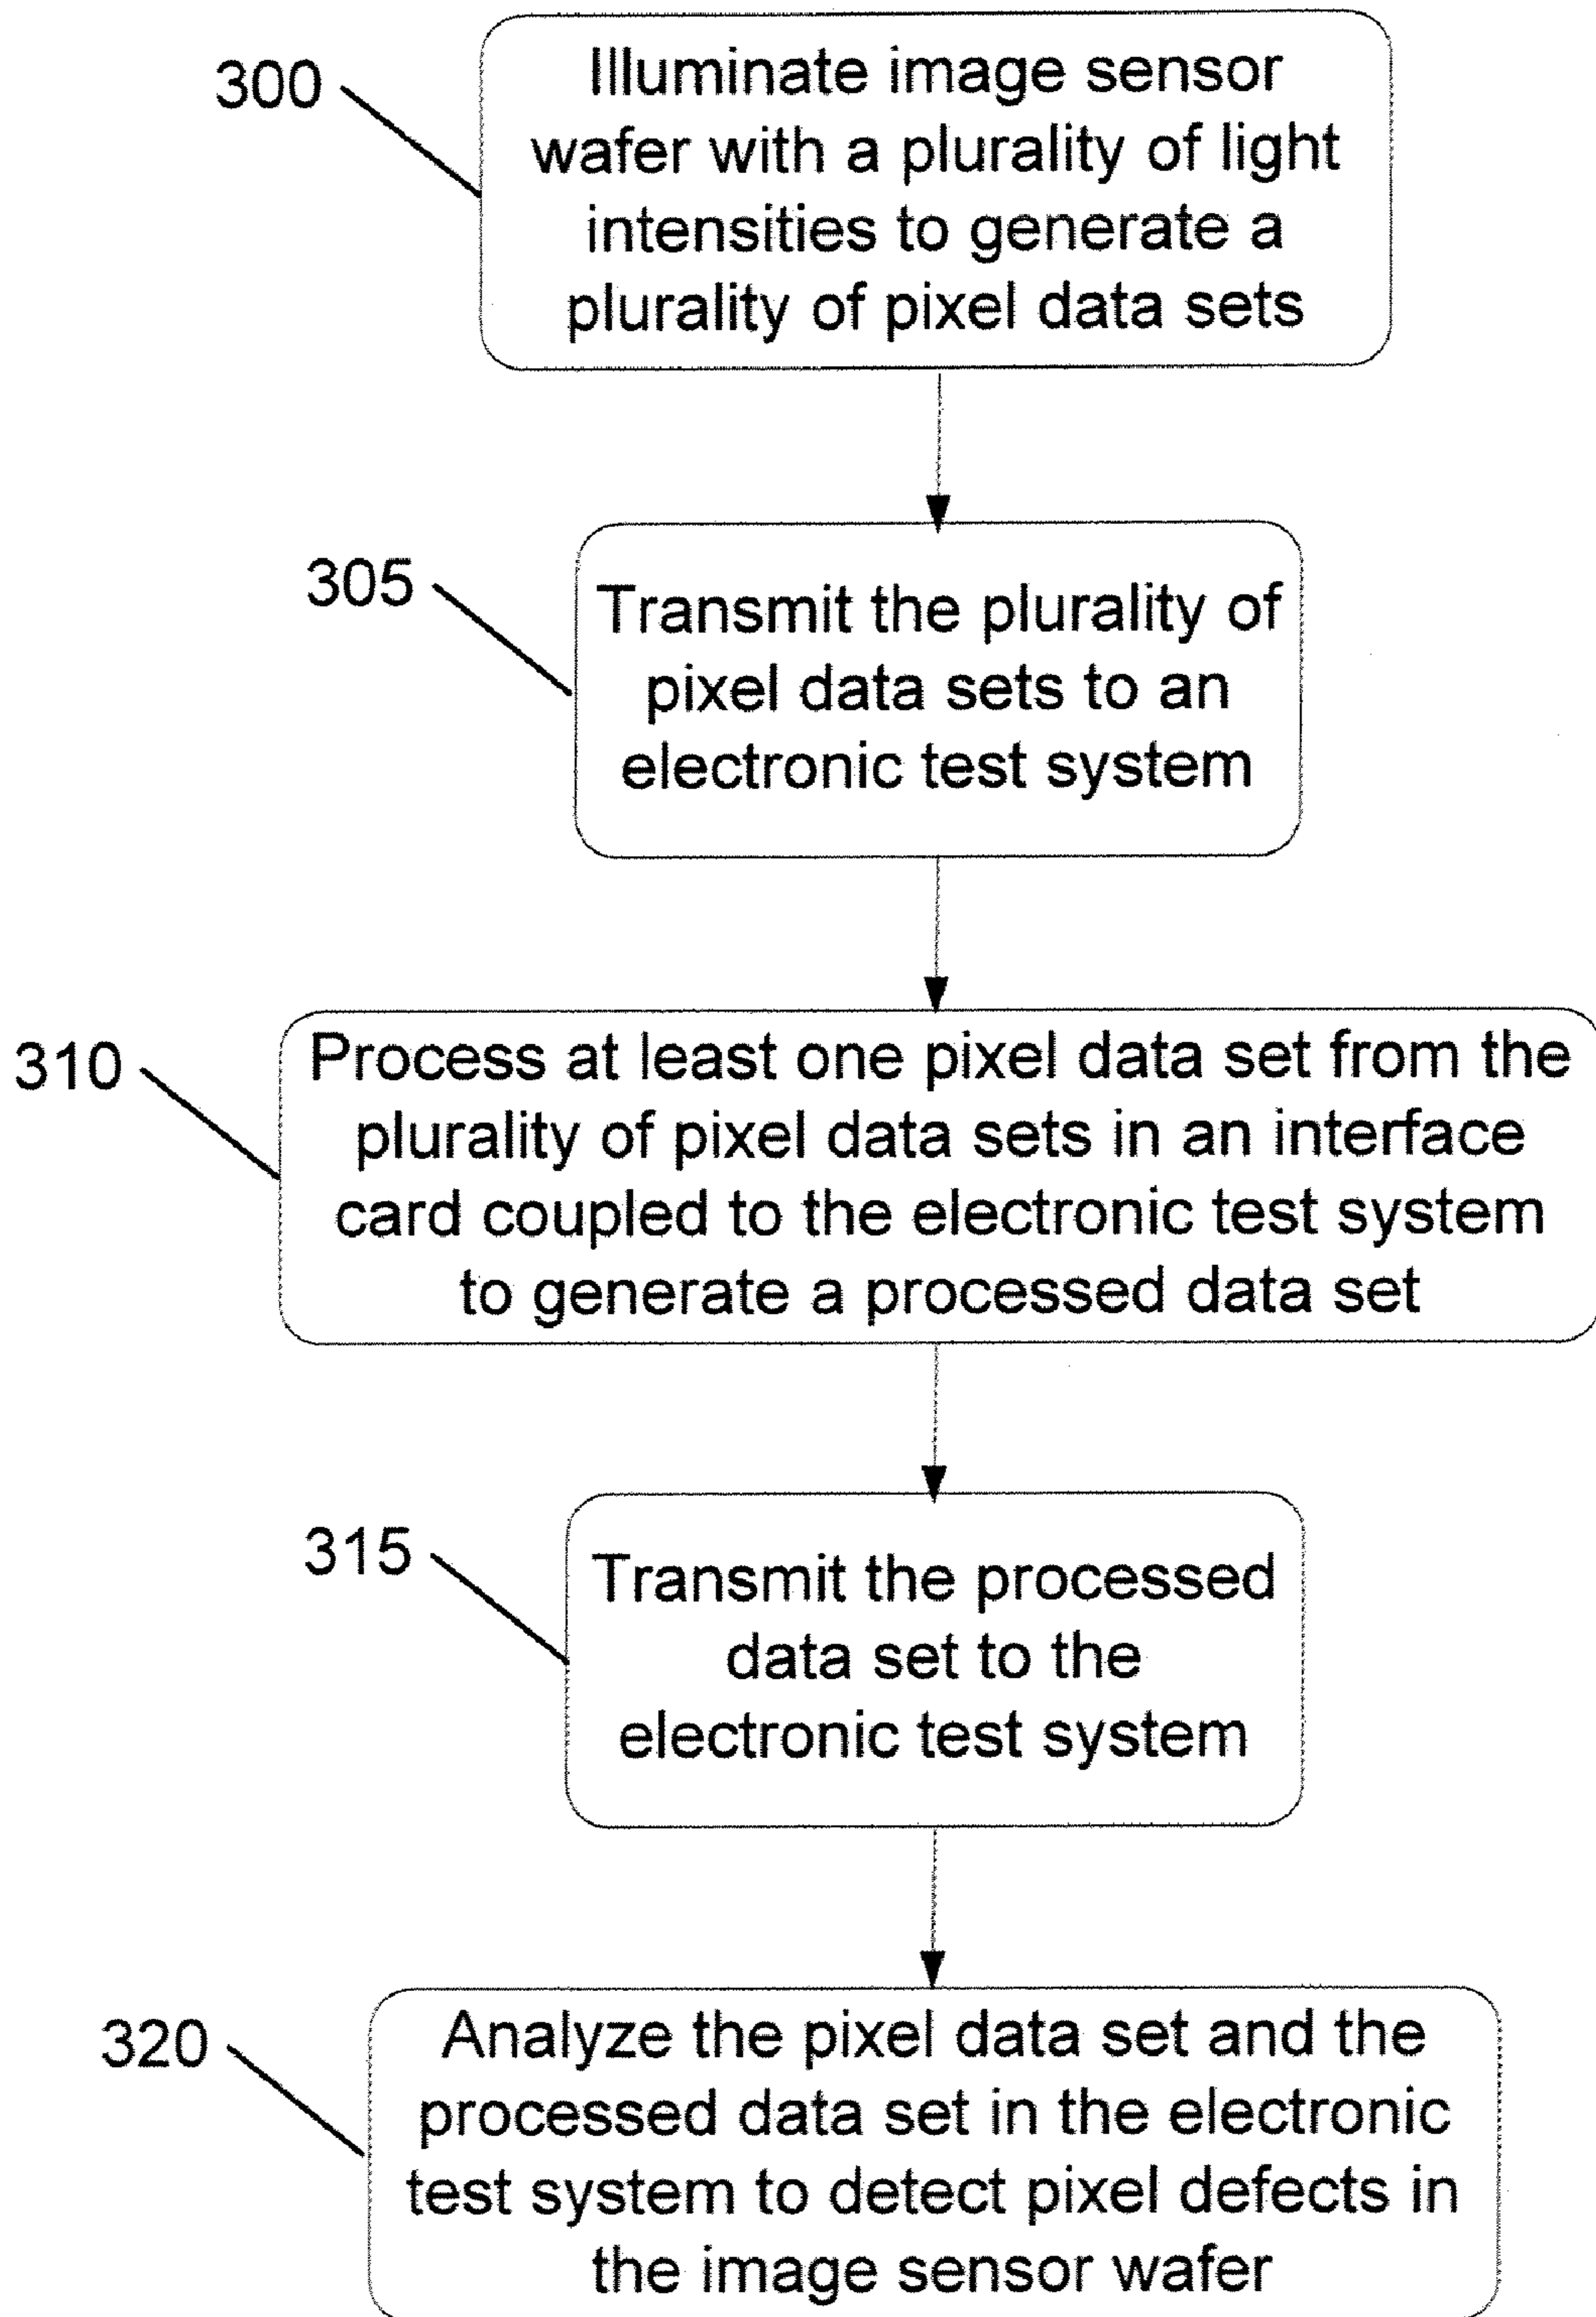 300
Illuminate image sensor
wafer with a plurality of light
intensities to generate a
plurality of pixel data sets
305
Transmit the plurality of
pixel data sets to an
electronic test system
310
Process at least one pixel data set from the
plurality of pixel data sets in an interface
card coupled to the electronic test system
to generate a processed data set
315
Transmit the processed
data set to the
electronic test system
320
Analyze the pixel data set and the
processed data set in the electronic
test system to detect pixel defects in
the image sensor wafer